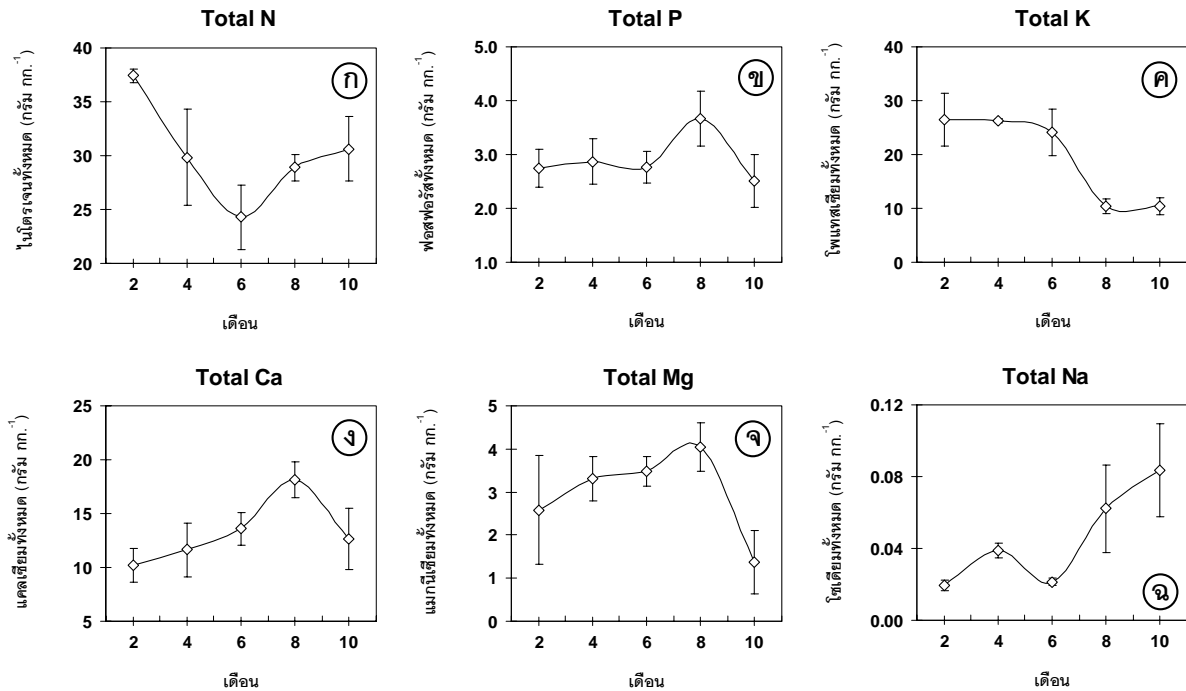 Total N
ไนโตรเจนทั้งหมด (กรัม กก.-1)
40
35
30
25
20
ก
2 4 6 8 10
เดือน
Total P
ฟอสฟอรัสทั้งหมด (กรัม กก.-1)
5.0
4.0
3.0
2.0
1.0
ข
2 4 6 8 10
เดือน
Total K
โพแทสเซียมทั้งหมด (กรัม กก.-1)
40
30
20
10
0
ค
2 4 6 8 10
เดือน
Total Ca
แคลเซียมทั้งหมด (กรัม กก.-1)
25
20
15
10
5
ง
2 4 6 8 10
เดือน
Total Mg
แมกนีเซียมทั้งหมด (กรัม กก.-1)
5
4
3
2
1
0
จ
2 4 6 8 10
เดือน
Total Na
โซเดียมทั้งหมด (กรัม กก.-1)
0.12
0.08
0.04
0.00
ฉ
2 4 6 8 10
เดือน